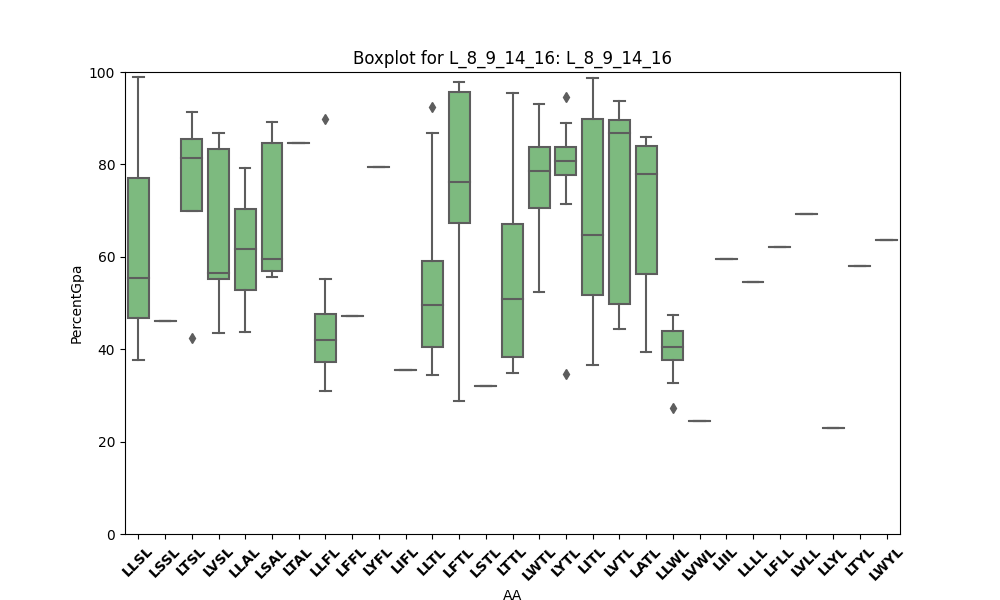 Boxplot for L_8_9_14_16: L_8_9_14_16
PercentGpa
100
80
60
40
20
0
LLSL LSSL LTSL LVSL LLAL LSAL LTAL LLFL LFFL LYFL LIFL LLTL LFTL LSTL LTTL LWTL LYTL LITL LVTL LATL LLWL LVWL LIIL LLLL LFLL LVLL LLYL LTYL LWYL
AA